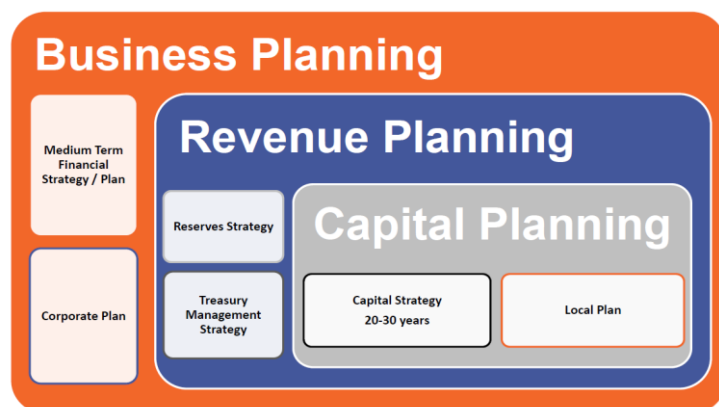 Business Planning
Medium Term
Financial
Strategy / Plan
Corporate Plan
Revenue Planning
Reserves Strategy
Treasury
Management
Strategy
Capital Planning
Capital Strategy
20-30 years
Local Plan